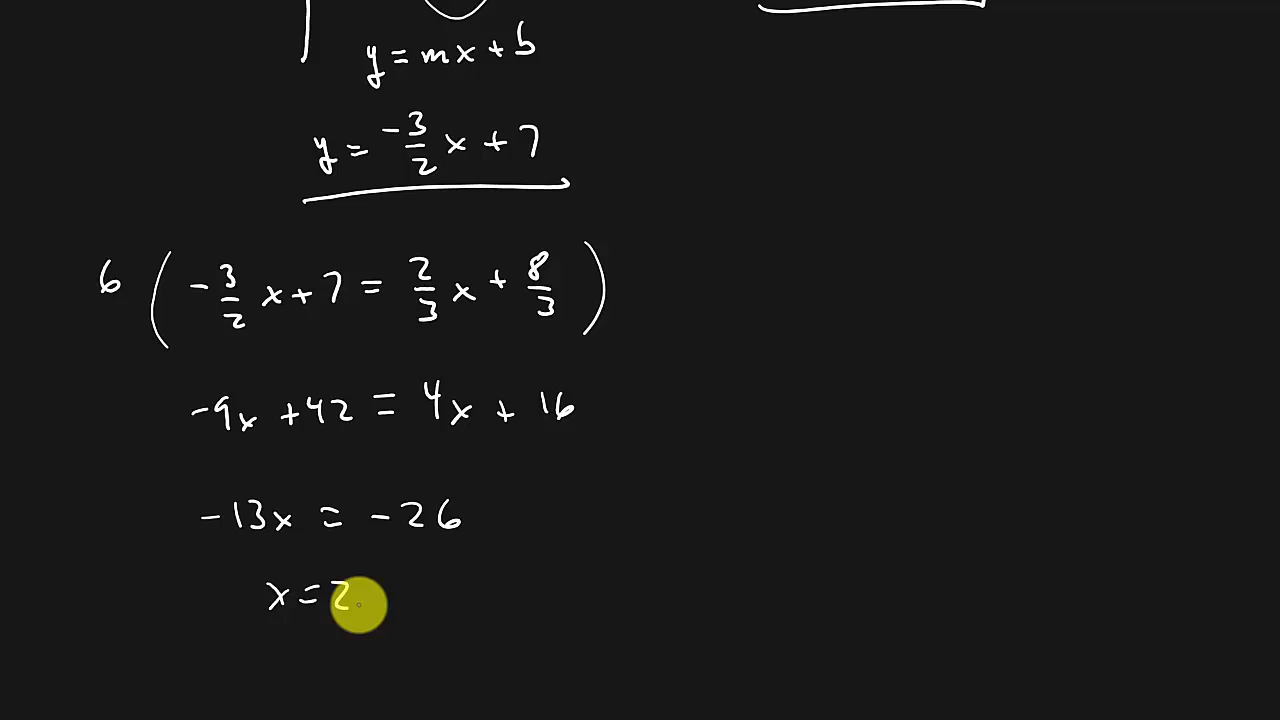 y = mx + b
y = -3/2 x + 7
6 ( -3/2 x + 7 = 2/3 x + 8/3 )
-9x + 42 = 4x + 16
-13x = -26
x = 2